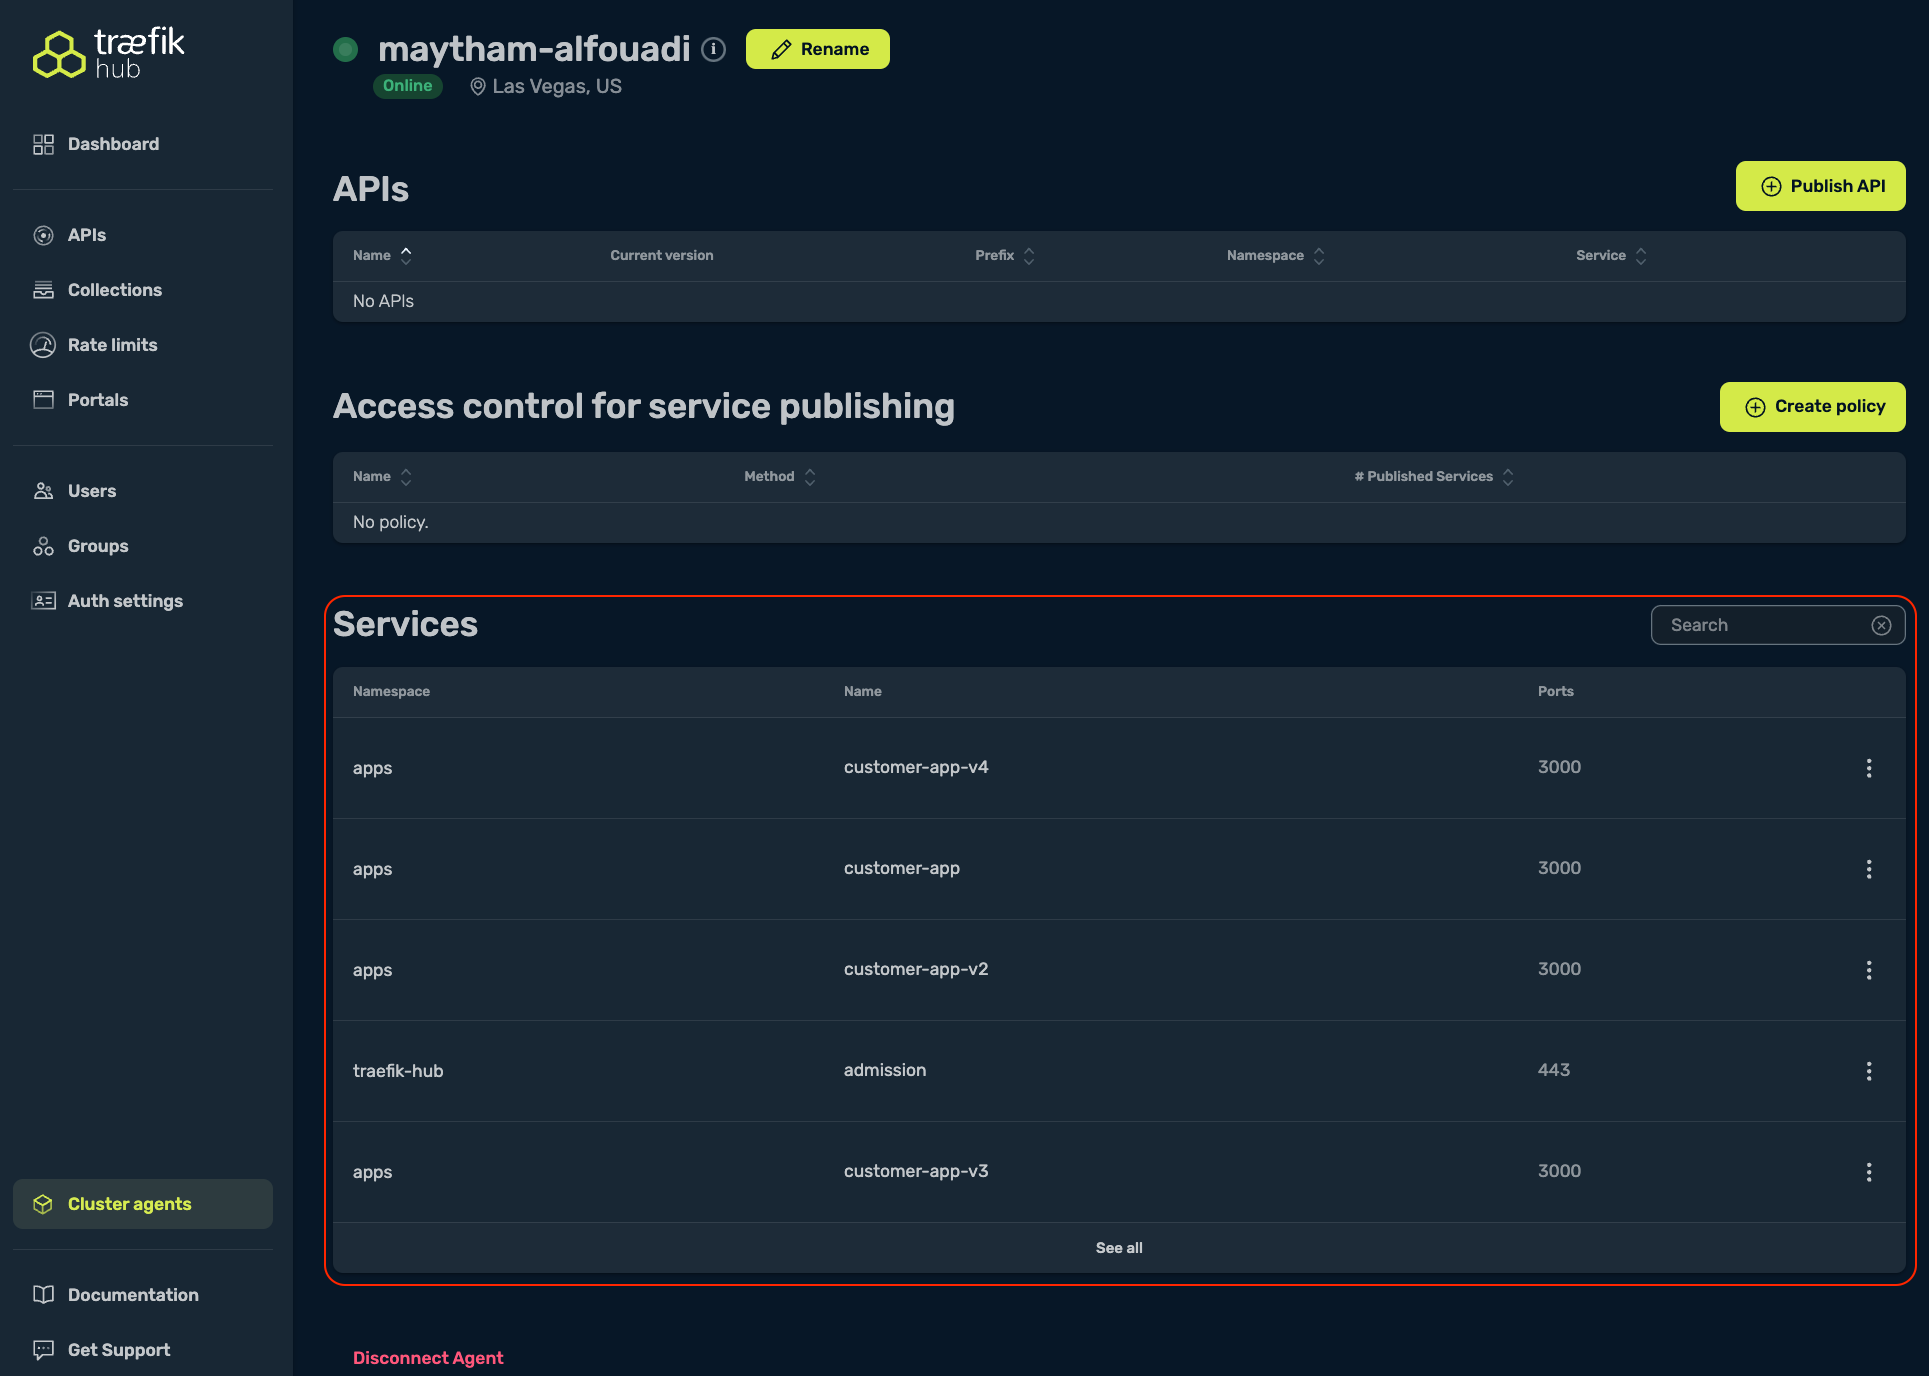 træfik
hub
Dashboard
APIs
Collections
Rate limits
Portals
Users
Groups
Auth settings
Cluster agents
Documentation
Get Support
maytham-alfouadi
Rename
Online
Las Vegas, US
APIs
Publish API
Name Current version Prefix Namespace Service
No APIs
Access control for service publishing
Create policy
Name Method # Published Services
No policy.
Services
Search
Namespace Name Ports
apps customer-app-v4 3000
apps customer-app 3000
apps customer-app-v2 3000
traefik-hub admission 443
apps customer-app-v3 3000
See all
Disconnect Agent